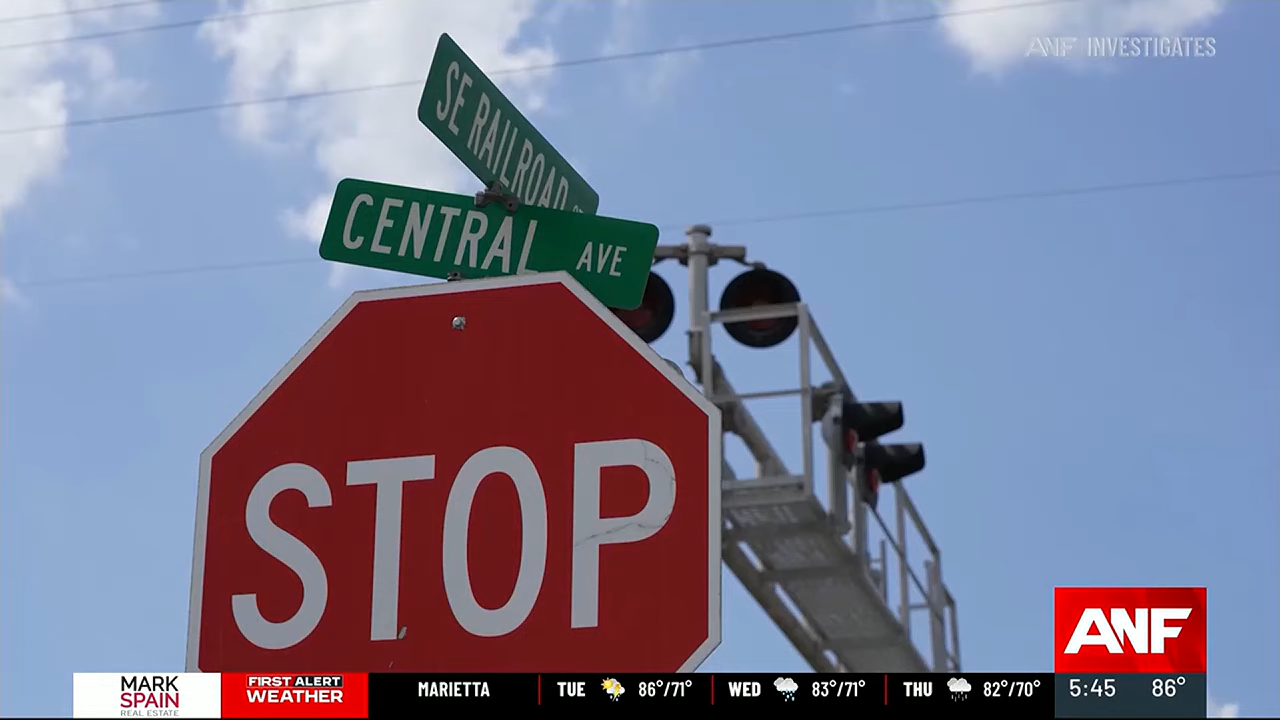 ANF INVESTIGATES
SE RAILROAD ST
CENTRAL AVE
STOP
ANF
MARK
SPAIN
REAL ESTATE
FIRST ALERT
WEATHER
MARIETTA
TUE 86°/71°
WED 83°/71°
THU 82°/70°
5:45 86°